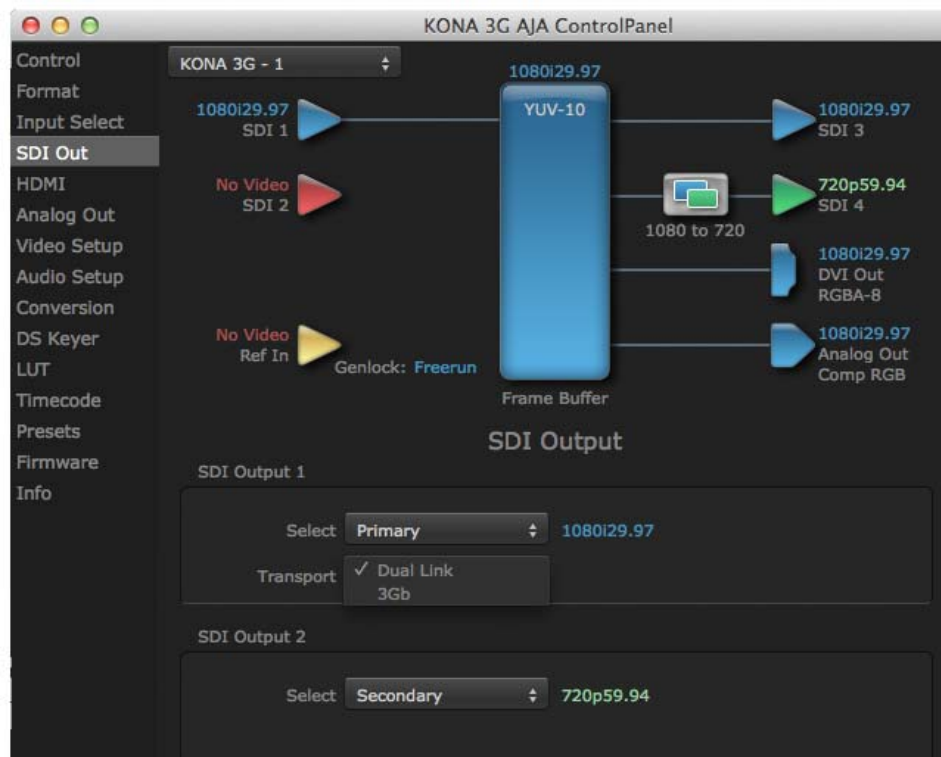 KONA 3G AJA ControlPanel
Control
Format
Input Select
SDI Out
HDMI
Analog Out
Video Setup
Audio Setup
Conversion
DS Keyer
LUT
Timecode
Presets
Firmware
Info
KONA 3G - 1
1080i29.97
SDI 1
No Video
SDI 2
No Video
Ref In
Genlock: Freerun
1080i29.97
YUV-10
Frame Buffer
1080 to 720
1080i29.97
SDI 3
720p59.94
SDI 4
1080i29.97
DVI Out
RGBA-8
1080i29.97
Analog Out
Comp RGB
SDI Output
SDI Output 1
Select Primary 1080i29.97
Transport ✓ Dual Link
3Gb
SDI Output 2
Select Secondary 720p59.94